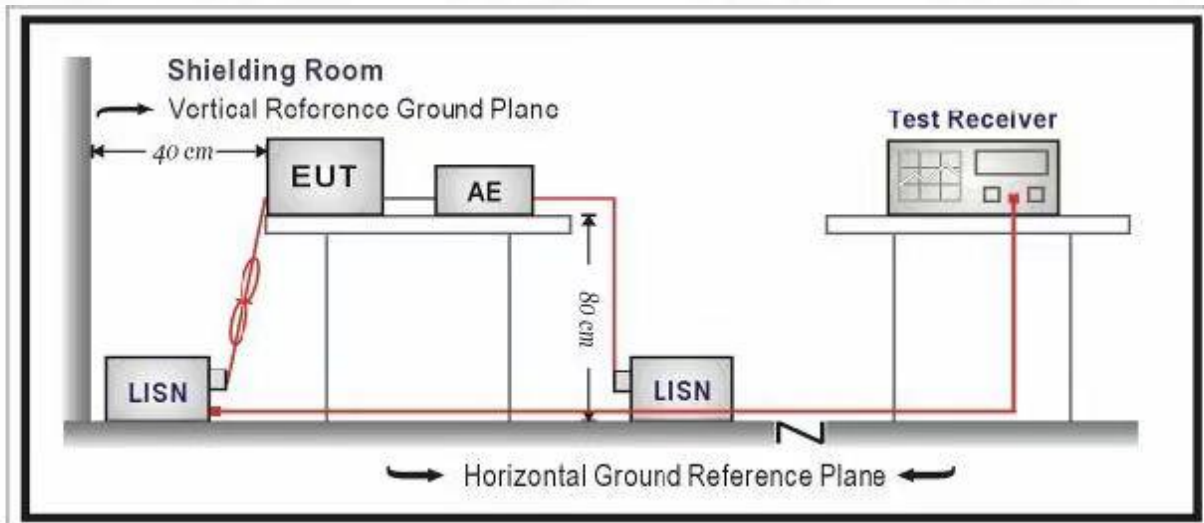 Shielding Room
Vertical Reference Ground Plane
40 cm
EUT
AE
Test Receiver
80 cm
LISN
LISN
Horizontal Ground Reference Plane